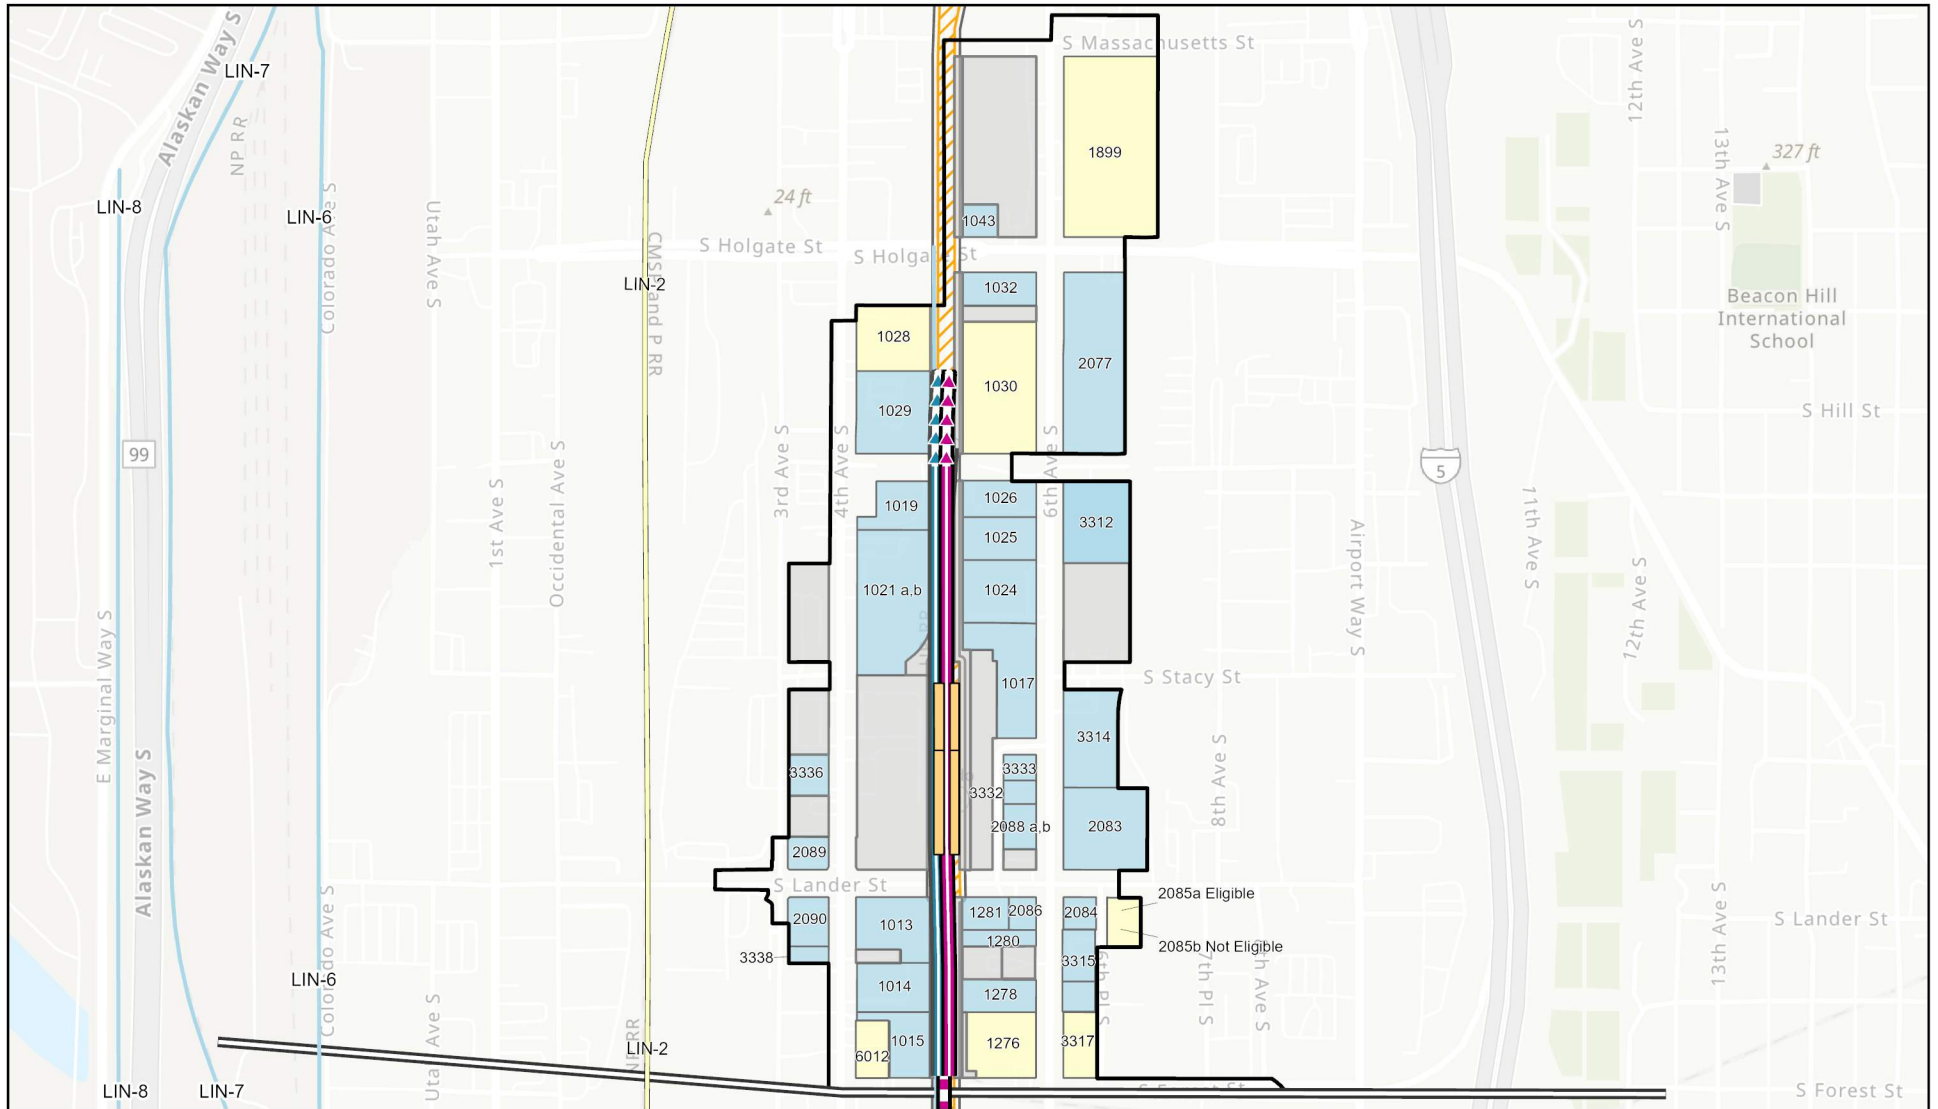 S Massachusetts St
Alaskan Way S
LIN-7
NP RR
12th Ave S
13th Ave S
327 ft
1899
24 ft
LIN-8
LIN-6
Colorado Ave S
Utah Ave S
1043
S Holgate St
S Holgate St
CMStP and P RR
LIN-2
1032
1028
2077
1030
1029
Beacon Hill
International
School
S Hill St
99
5
3rd Ave S
4th Ave S
6th Ave S
1st Ave S
Occidental Ave S
1019
1026
3312
1025
1021 a,b
1024
Airport Way S
11th Ave S
12th Ave S
E Marginal Way S
Alaskan Way S
1017
S Stacy St
3314
3336
3333
3332
2088 a,b
2083
8th Ave S
2089
S Lander St
2085a Eligible
2090
1013
1281
2086
2084
1280
2085b Not Eligible
S Lander St
13th Ave S
3338
3315
LIN-6
Colorado Ave S
1014
1278
6th Pl S
7th Pl S
Utah Ave S
6012
1015
1276
3317
LIN-2
LIN-8
LIN-7
S Forest St